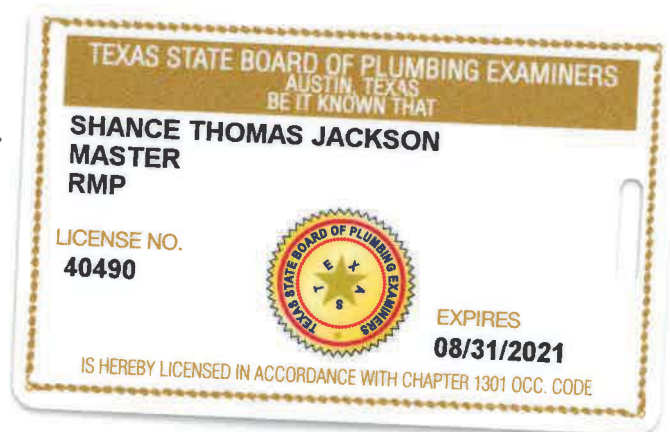 TEXAS STATE BOARD OF PLUMBING EXAMINERS
AUSTIN, TEXAS
BE IT KNOWN THAT
SHANCE THOMAS JACKSON
MASTER
RMP
LICENSE NO.
40490
TEXAS STATE BOARD OF PLUMBING EXAMINERS
TEXAS
EXPIRES
08/31/2021
IS HEREBY LICENSED IN ACCORDANCE WITH CHAPTER 1301 OCC. CODE